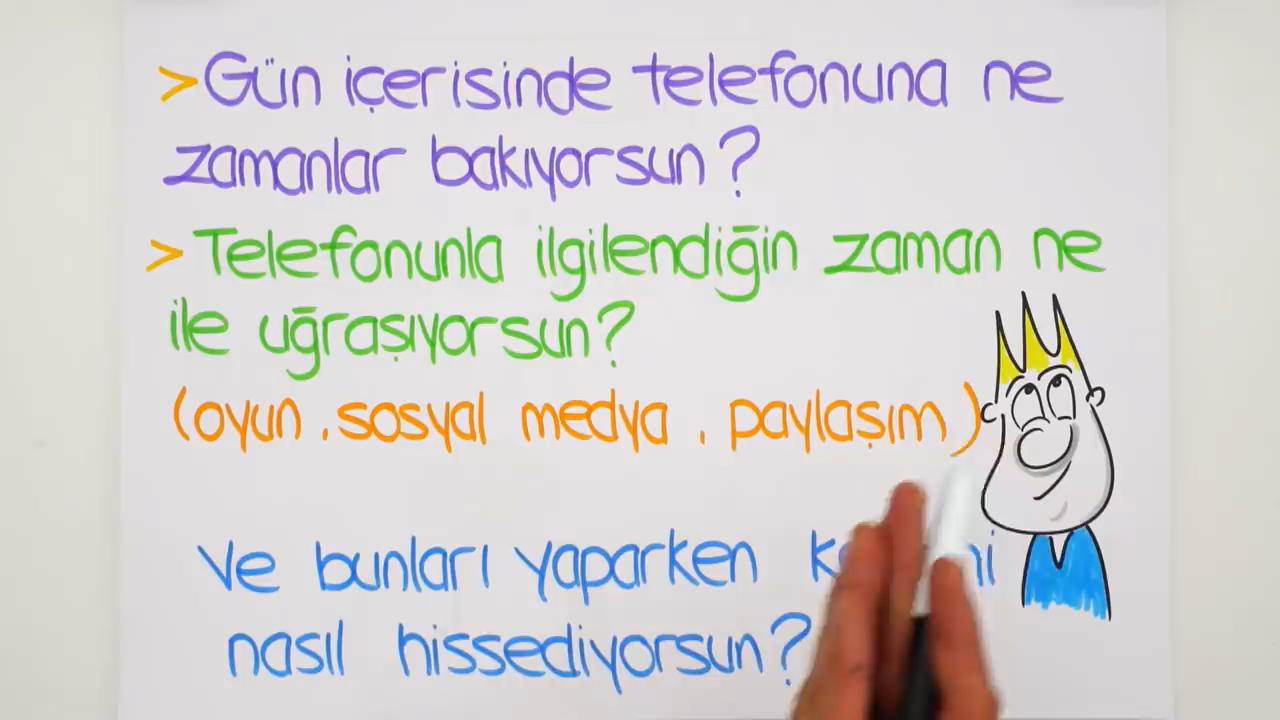 >Gün içerisinde telefonuna ne
zamanlar bakıyorsun?
> Telefonunla ilgilendiğin zaman ne
ile uğraşıyorsun?
(oyun, sosyal medya, paylaşım)
Ve bunları yaparken
nasıl hissediyorsun?